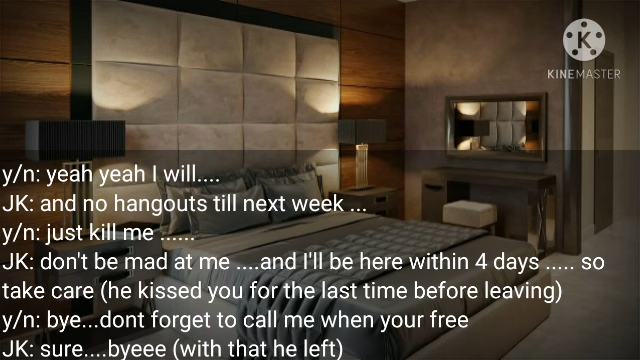 KINEMASTER
y/n: yeah yeah I will....
JK: and no hangouts till next week ...
y/n: just kill me ......
JK: don't be mad at me ....and I'll be here within 4 days ..... so
take care (he kissed you for the last time before leaving)
y/n: bye...dont forget to call me when your free
JK: sure....byeee (with that he left)